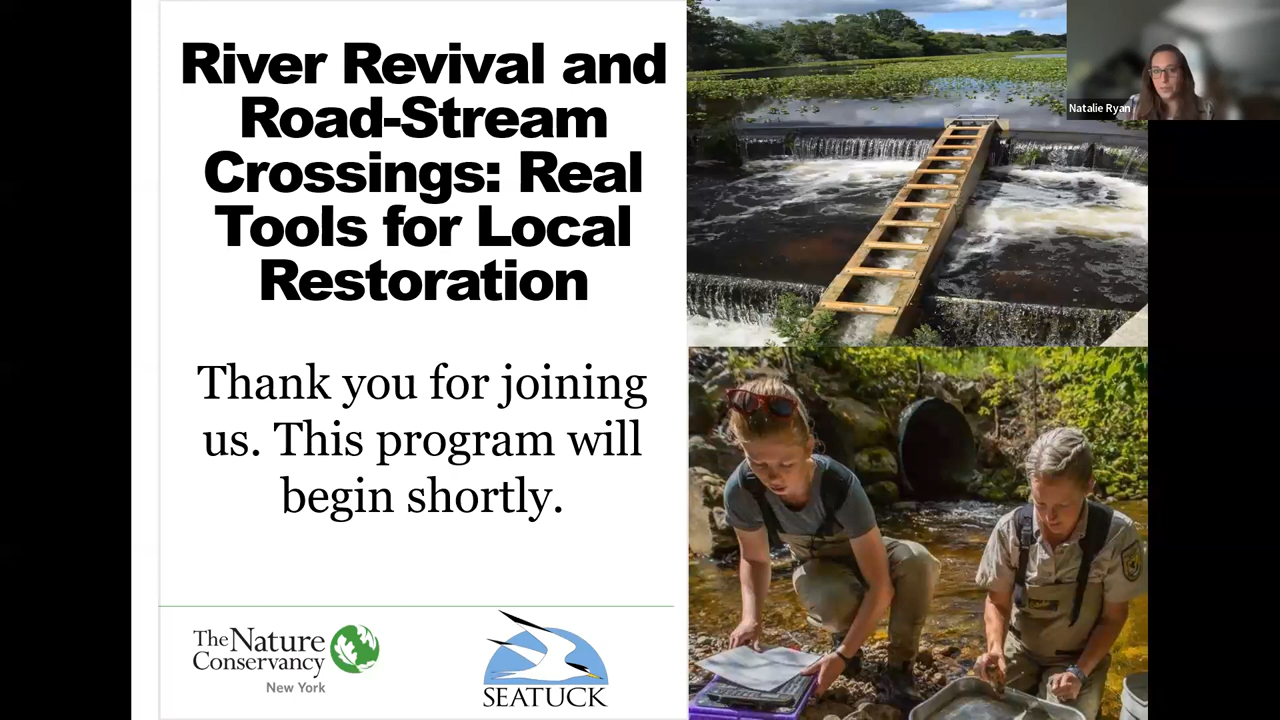 River Revival and
Road-Stream
Crossings: Real
Tools for Local
Restoration
Thank you for joining
us. This program will
begin shortly.
The Nature
Conservancy
New York
SEATUCK
Natalie Ryan